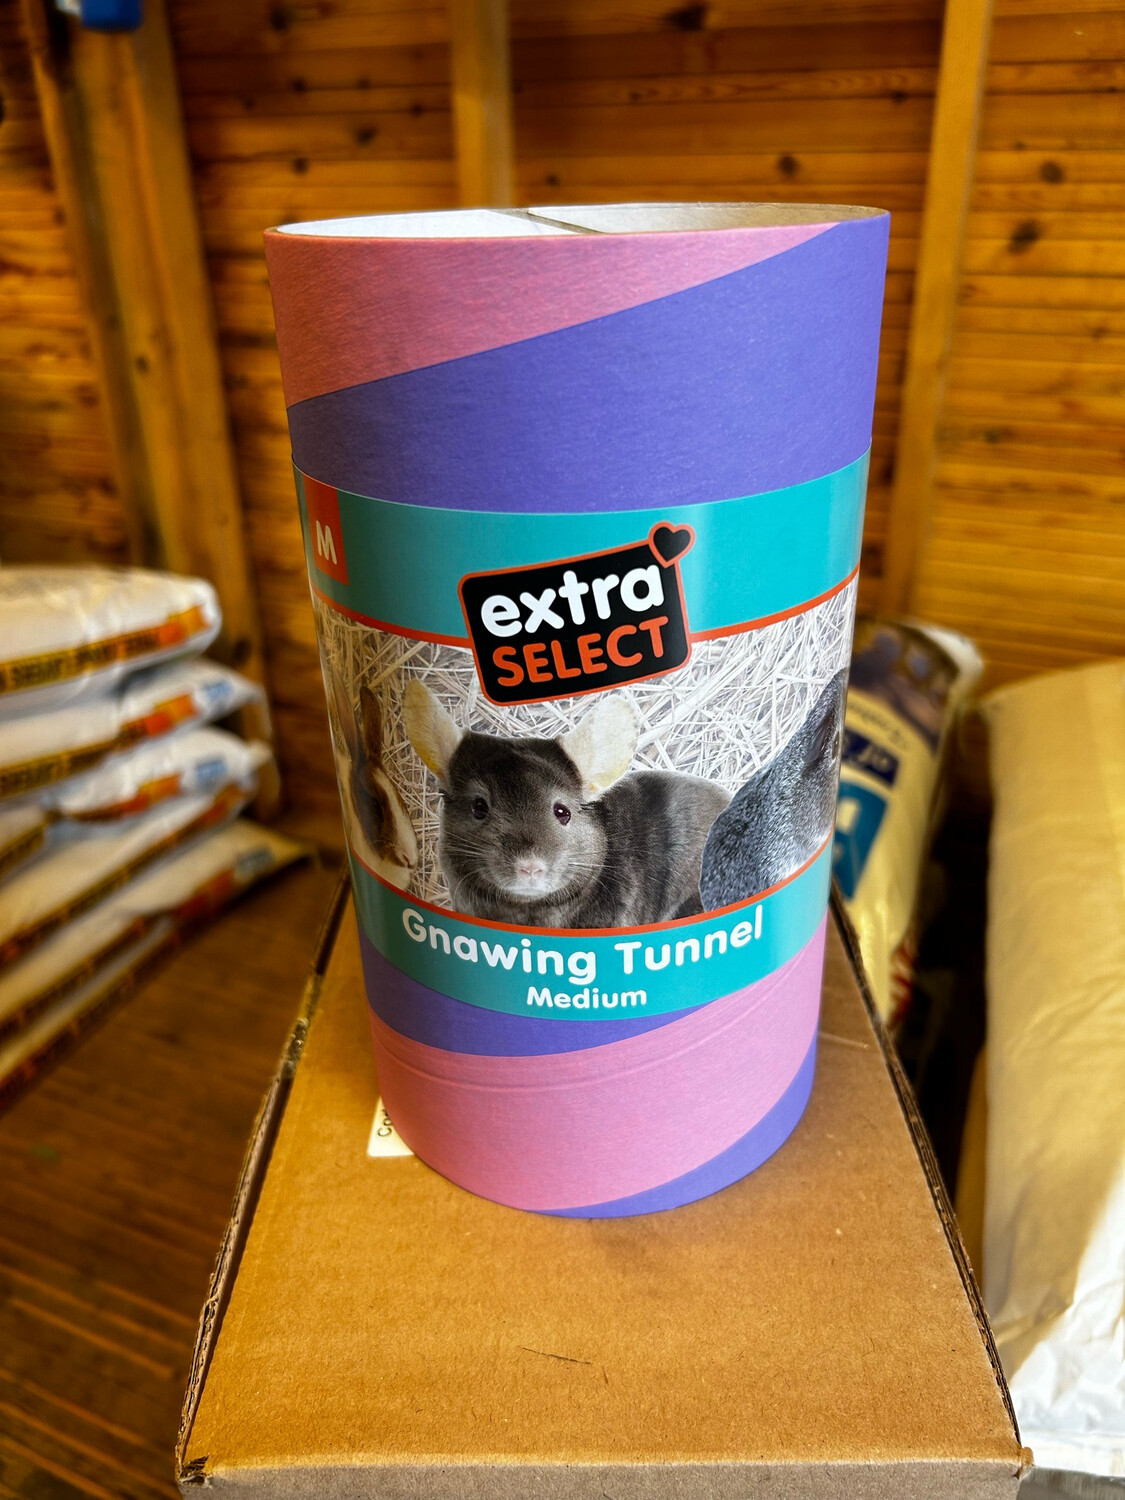 M
extra
SELECT
Gnawing Tunnel
Medium